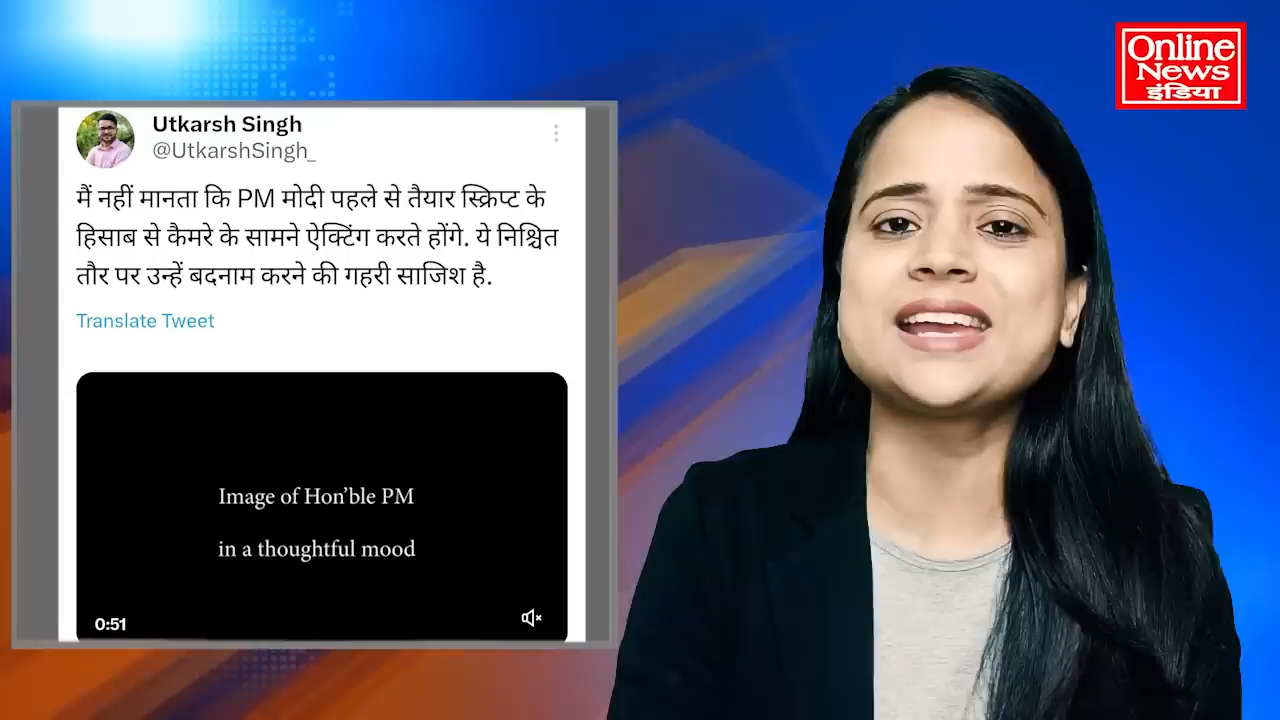 Utkarsh Singh
@UtkarshSingh_
मैं नहीं मानता कि PM मोदी पहले से तैयार स्क्रिप्ट के
हिसाब से कैमरे के सामने ऐक्टिंग करते होंगे. ये निश्चित
तौर पर उन्हें बदनाम करने की गहरी साजिश है.
Translate Tweet
Image of Hon’ble PM
in a thoughtful mood
0:51
Online
News
इंडिया